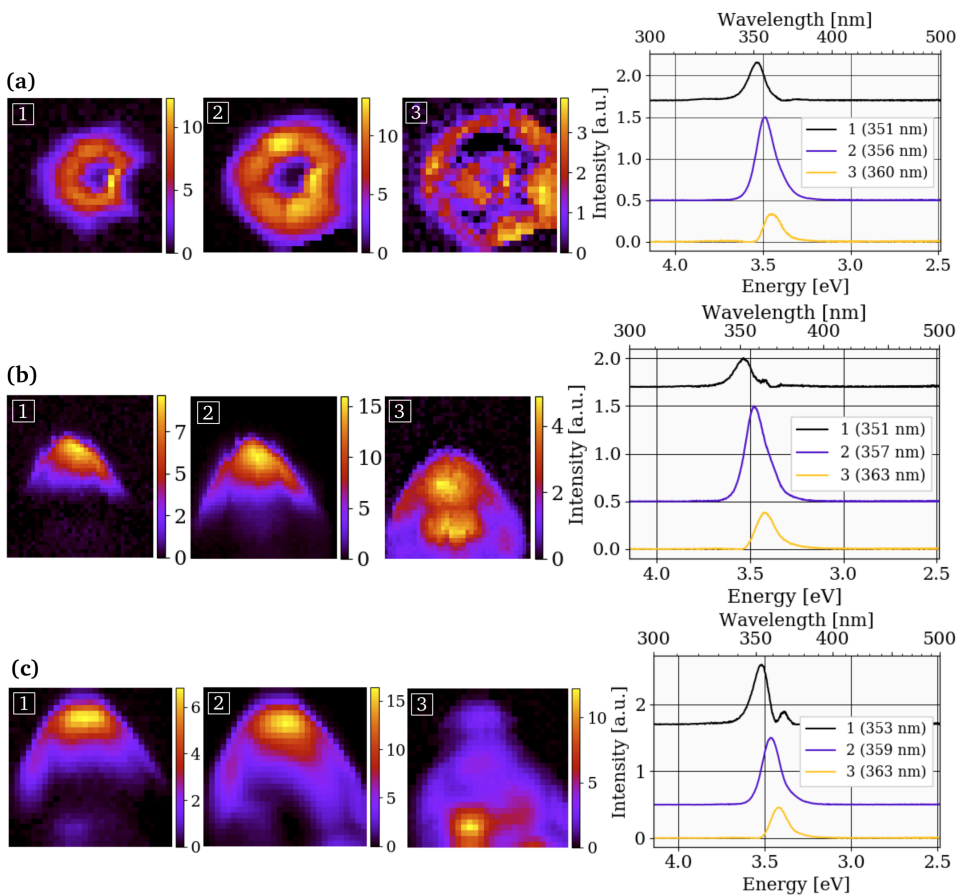 (a)
1
10
5
0
2
10
5
0
3
3
2
1
0
Wavelength [nm]
300 350 400 500
Intensity [a.u.]
2.0
1.5
1.0
0.5
0.0
1 (351 nm)
2 (356 nm)
3 (360 nm)
4.0 3.5 3.0 2.5
Energy [eV]
(b)
1
7
5
2
0
2
15
10
5
0
3
4
2
0
Wavelength [nm]
300 350 400 500
Intensity [a.u.]
2.0
1.5
1.0
0.5
0.0
1 (351 nm)
2 (357 nm)
3 (363 nm)
4.0 3.5 3.0 2.5
Energy [eV]
(c)
1
6
4
2
0
2
15
10
5
0
3
10
5
0
Wavelength [nm]
300 350 400 500
Intensity [a.u.]
2
1
0
1 (353 nm)
2 (359 nm)
3 (363 nm)
4.0 3.5 3.0 2.5
Energy [eV]